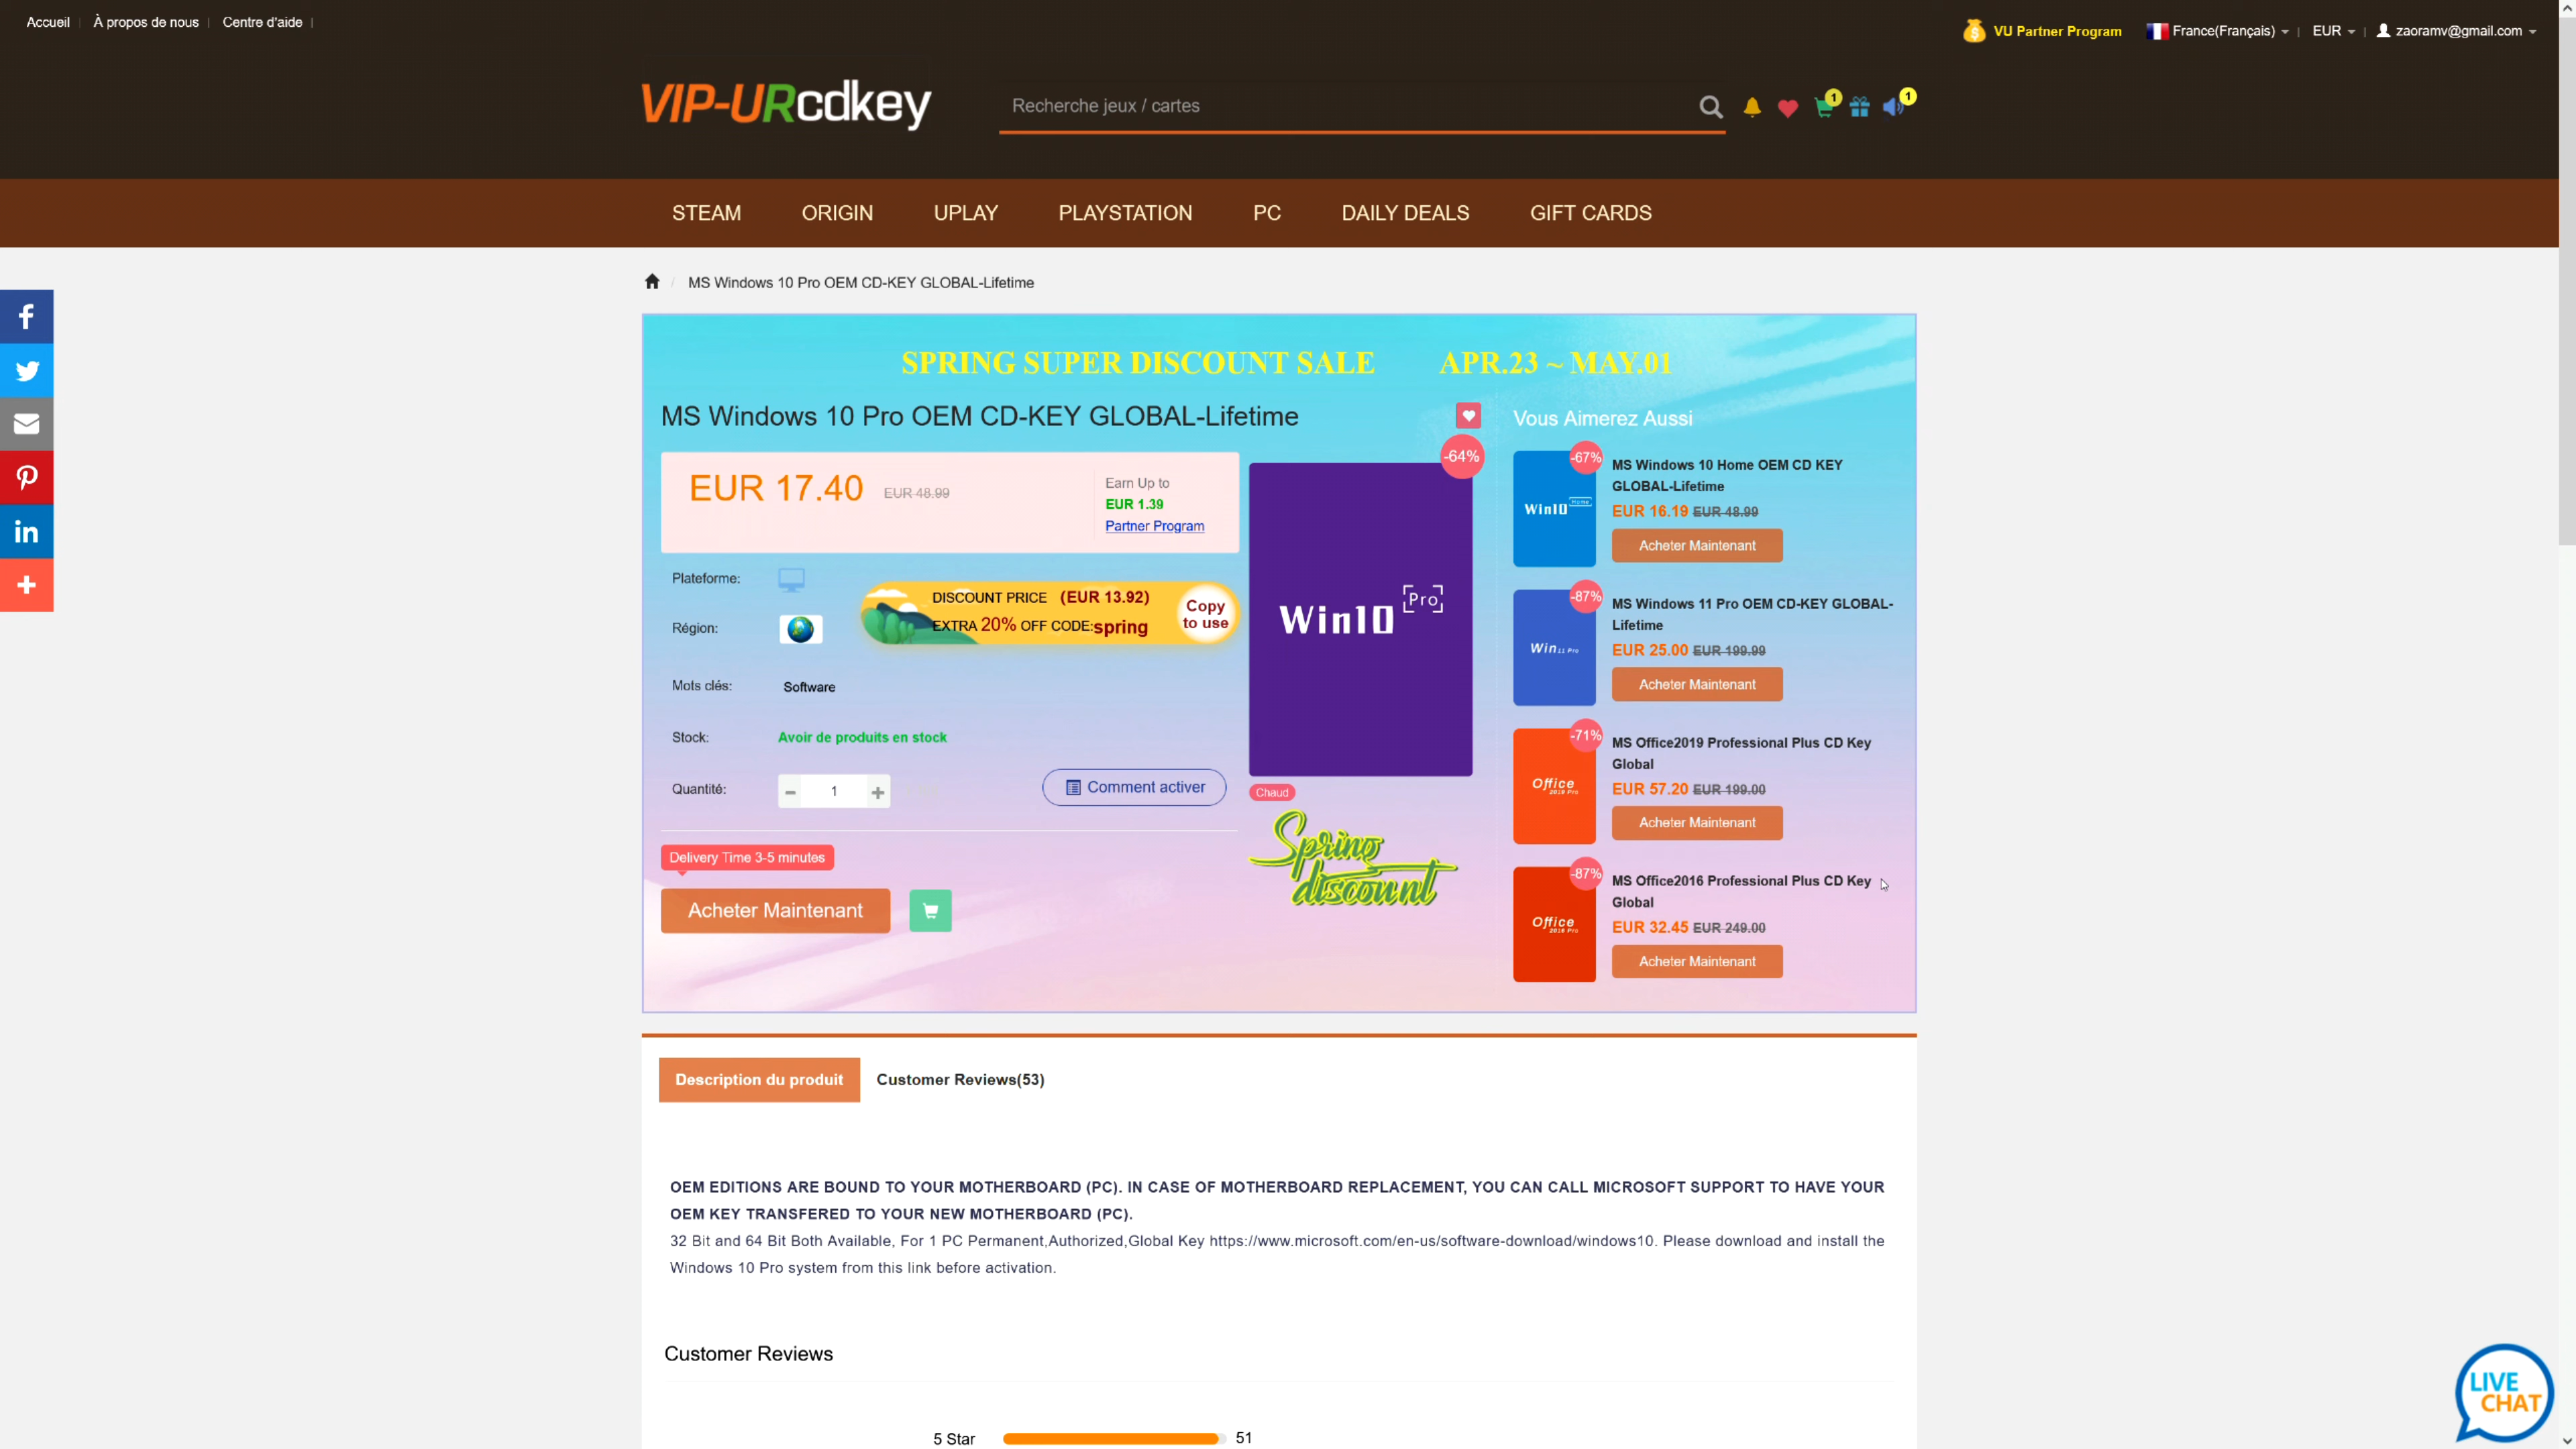 Accueil
À propos de nous
Centre d'aide
VU Partner Program
France(Français)
EUR
zaoramv@gmail.com
VIP-URcdkey
Recherche jeux / cartes
1
1
STEAM
ORIGIN
UPLAY
PLAYSTATION
PC
DAILY DEALS
GIFT CARDS
MS Windows 10 Pro OEM CD-KEY GLOBAL-Lifetime
SPRING SUPER DISCOUNT SALE APR.23 ~ MAY.01
MS Windows 10 Pro OEM CD-KEY GLOBAL-Lifetime
EUR 17.40 EUR 48.99
Earn Up to
EUR 1.39
Partner Program
Plateforme:
DISCOUNT PRICE (EUR 13.92)
EXTRA 20% OFF CODE:spring
Copy
to use
Région:
Mots clés: Software
Stock: Avoir de produits en stock
Quantité: - 1 +
Comment activer
Delivery Time 3-5 minutes
Acheter Maintenant
-64%
Win10 Pro
Chaud
Spring
discount
Vous Aimerez Aussi
-67%
Win10 Home
MS Windows 10 Home OEM CD KEY
GLOBAL-Lifetime
EUR 16.19 EUR 48.99
Acheter Maintenant
-87%
Win 11 Pro
MS Windows 11 Pro OEM CD-KEY GLOBAL-
Lifetime
EUR 25.00 EUR 199.99
Acheter Maintenant
-71%
Office
2019 Pro
MS Office2019 Professional Plus CD Key
Global
EUR 57.20 EUR 199.00
Acheter Maintenant
-87%
Office
2016 Pro
MS Office2016 Professional Plus CD Key
Global
EUR 32.45 EUR 249.00
Acheter Maintenant
Description du produit
Customer Reviews(53)
OEM EDITIONS ARE BOUND TO YOUR MOTHERBOARD (PC). IN CASE OF MOTHERBOARD REPLACEMENT, YOU CAN CALL MICROSOFT SUPPORT TO HAVE YOUR
OEM KEY TRANSFERED TO YOUR NEW MOTHERBOARD (PC).
32 Bit and 64 Bit Both Available, For 1 PC Permanent,Authorized,Global Key https://www.microsoft.com/en-us/software-download/windows10. Please download and install the
Windows 10 Pro system from this link before activation.
Customer Reviews
5 Star 51
LIVE
CHAT